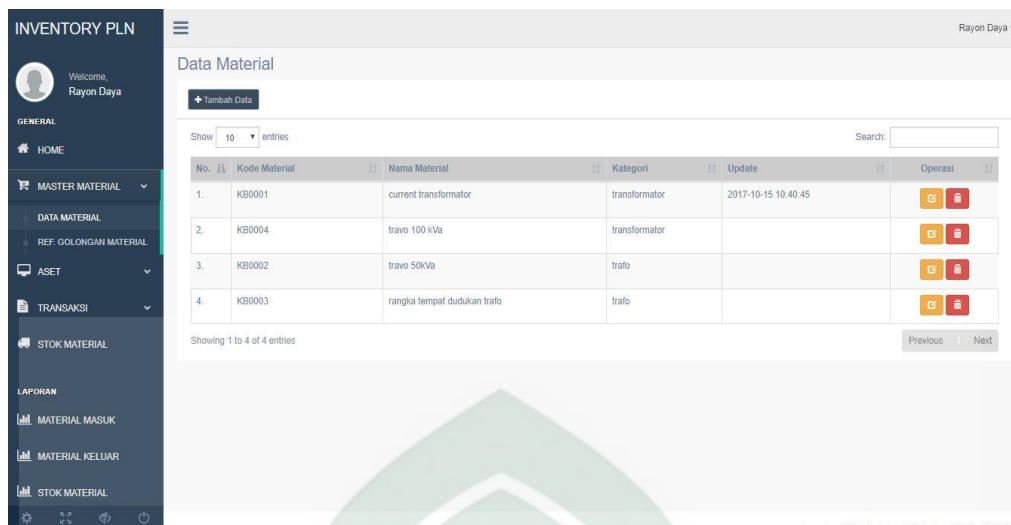 INVENTORY PLN
Rayon Daya
Welcome,
Rayon Daya
GENERAL
HOME
MASTER MATERIAL
DATA MATERIAL
REF. GOLONGAN MATERIAL
ASET
TRANSAKSI
STOK MATERIAL
LAPORAN
MATERIAL MASUK
MATERIAL KELUAR
STOK MATERIAL
Data Material
Tambah Data
Show 10 entries Search:
No. Kode Material Nama Material Kategori Update Operasi
1. KB0001 current transformator transformator 2017-10-15 10:40:45
2. KB0004 travo 100 kVa transformator
3. KB0002 travo 50kVa trafo
4. KB0003 rangka tempat dudukan trafo trafo
Showing 1 to 4 of 4 entries Previous 1 Next